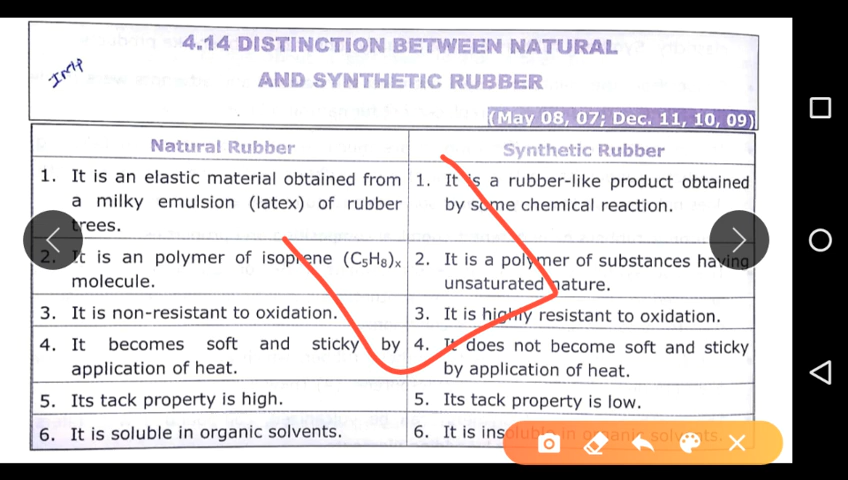 4.14 DISTINCTION BETWEEN NATURAL
AND SYNTHETIC RUBBER
IMP
(May 08, 07; Dec. 11, 10, 09)
Natural Rubber
1. It is an elastic material obtained from
a milky emulsion (latex) of rubber
trees.
2. It is an polymer of isoprene (C₅H₈)ₓ
molecule.
3. It is non-resistant to oxidation.
4. It becomes soft and sticky by
application of heat.
5. Its tack property is high.
6. It is soluble in organic solvents.
Synthetic Rubber
1. It is a rubber-like product obtained
by some chemical reaction.
2. It is a polymer of substances having
unsaturated nature.
3. It is highly resistant to oxidation.
4. It does not become soft and sticky
by application of heat.
5. Its tack property is low.
6. It is insoluble in organic solvents.